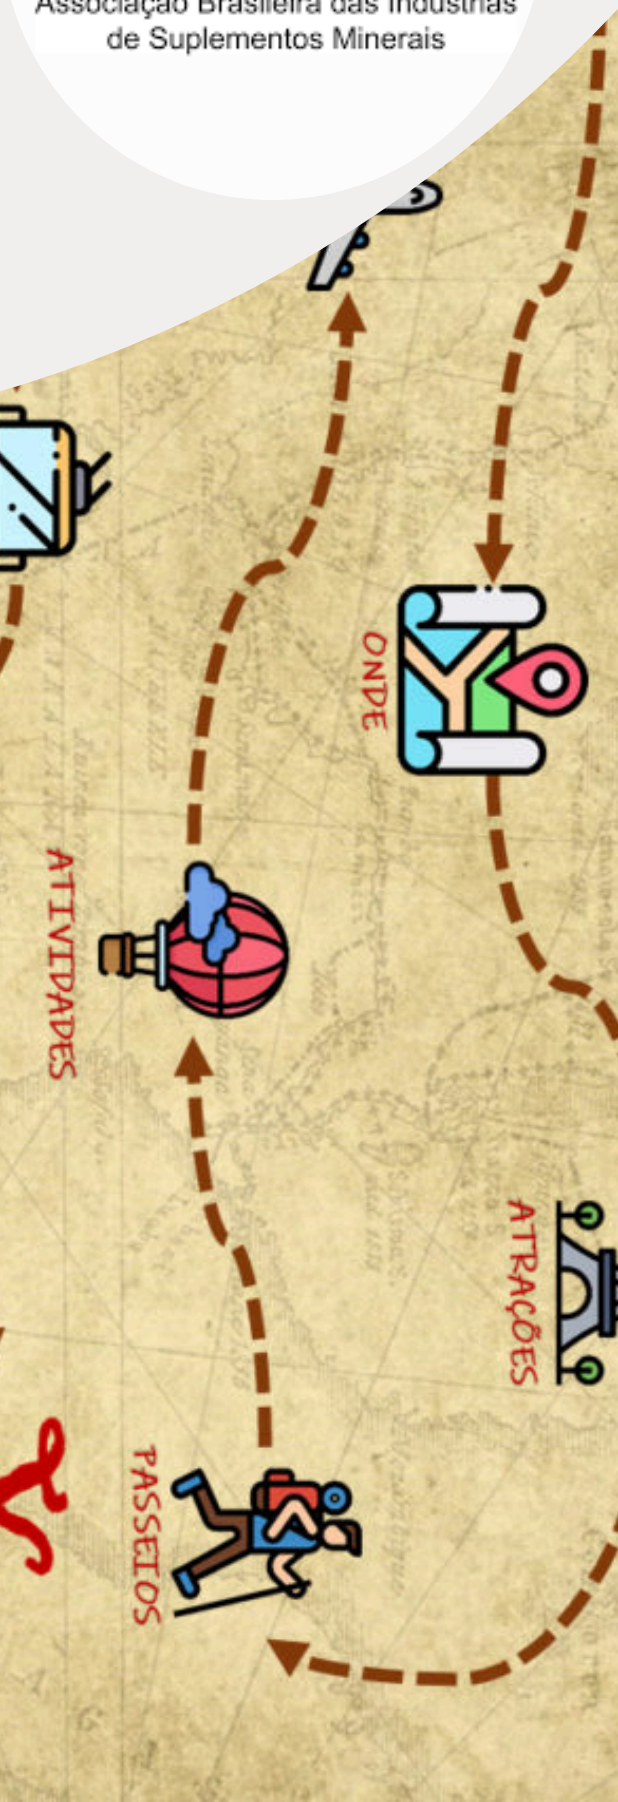 Associação Brasileira das Indústrias
de Suplementos Minerais
ONDE
ATIVIDADES
ATRAÇÕES
PASSEIOS